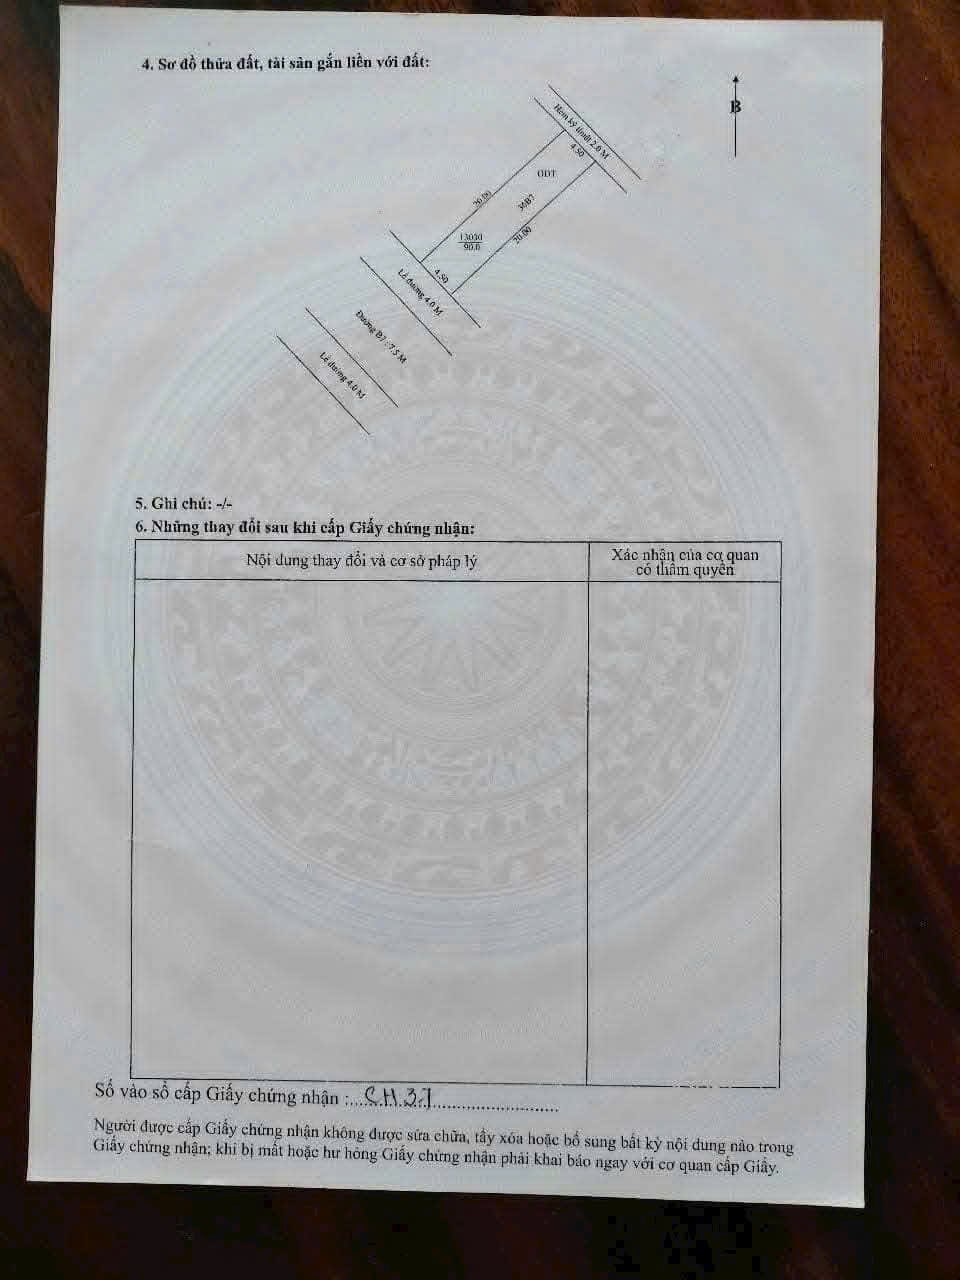 4. Sơ đồ thửa đất, tài sản gắn liền với đất:
B
Hẻm kỹ thuật 2.0 M
4.50
ODT
20.00
36B7
20.00
13030
90.0
4.50
Lề đường 4.0 M
Đường B7 : 7.5 M
Lề đường 4.0 M
5. Ghi chú: -/-
6. Những thay đổi sau khi cấp Giấy chứng nhận:
Nội dung thay đổi và cơ sở pháp lý
Xác nhận của cơ quan
có thẩm quyền
Số vào sổ cấp Giấy chứng nhận :....CH.37....................
Người được cấp Giấy chứng nhận không được sửa chữa, tẩy xóa hoặc bổ sung bất kỳ nội dung nào trong
Giấy chứng nhận; khi bị mất hoặc hư hỏng Giấy chứng nhận phải khai báo ngay với cơ quan cấp Giấy.